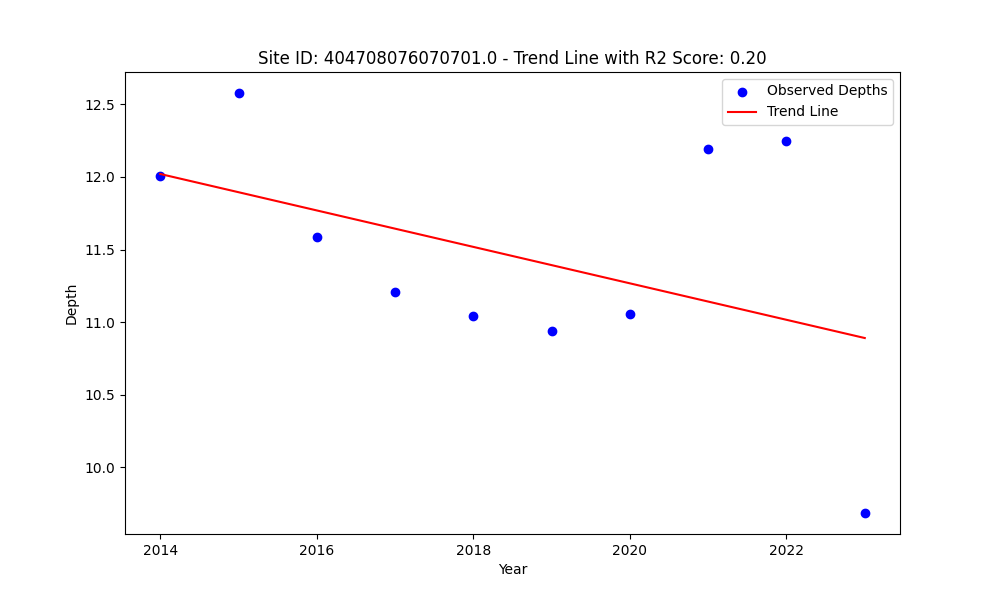 Site ID: 404708076070701.0 - Trend Line with R2 Score: 0.20
Observed Depths
Trend Line
12.5
12.0
11.5
11.0
10.5
10.0
Depth
2014
2016
2018
2020
2022
Year